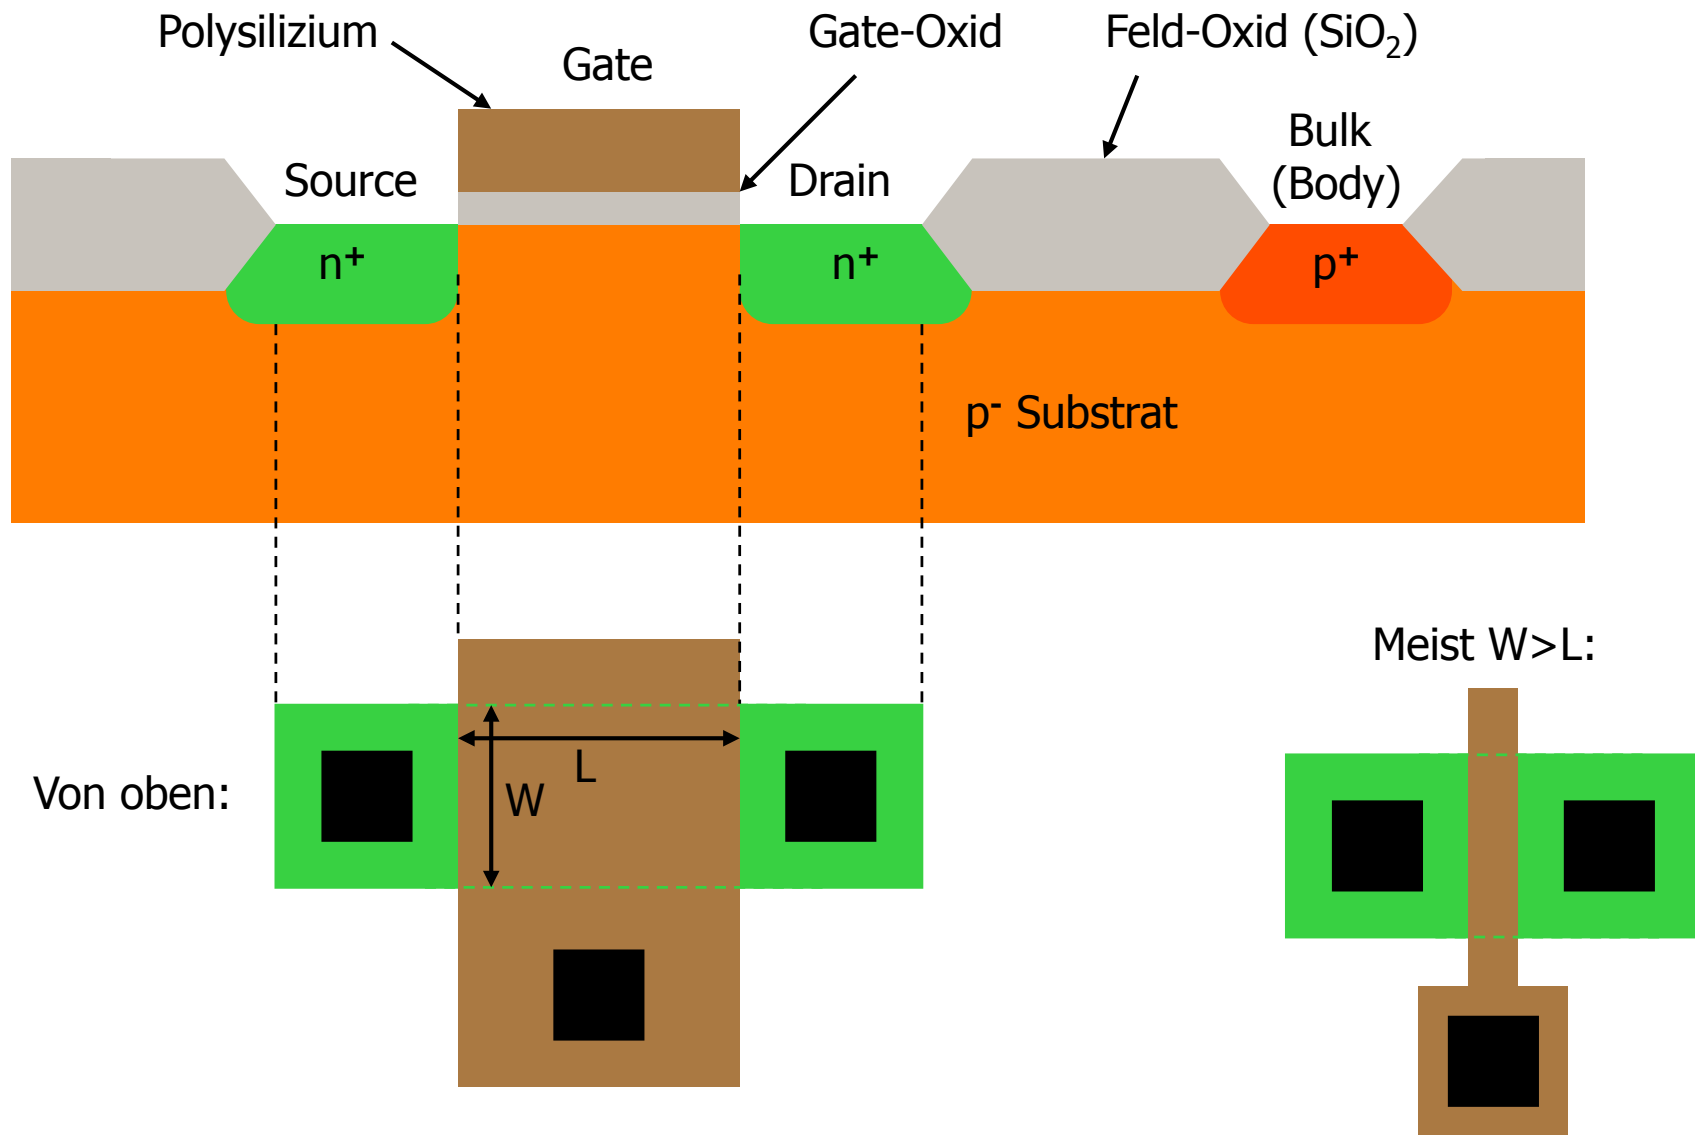 Polysilizium
Gate
Gate-Oxid
Feld-Oxid (SiO₂)
Source
Drain
Bulk
(Body)
n⁺
n⁺
p⁺
p⁻ Substrat
Meist W>L:
Von oben:
L
W